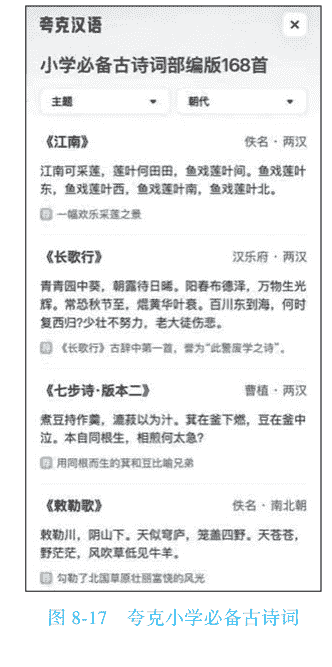 夸克汉语
×
小学必备古诗词部编版168首
主题
朝代
《江南》 佚名·两汉
江南可采莲，莲叶何田田，鱼戏莲叶间。鱼戏莲叶
东，鱼戏莲叶西，鱼戏莲叶南，鱼戏莲叶北。
荐 一幅欢乐采莲之景
《长歌行》 汉乐府·两汉
青青园中葵，朝露待日晞。阳春布德泽，万物生光
辉。常恐秋节至，焜黄华叶衰。百川东到海，何时
复西归?少壮不努力，老大徒伤悲。
荐 《长歌行》古辞中第一首，誉为“此警废学之诗”。
《七步诗·版本二》 曹植·两汉
煮豆持作羹，漉菽以为汁。萁在釜下燃，豆在釜中
泣。本自同根生，相煎何太急?
荐 用同根而生的萁和豆比喻兄弟
《敕勒歌》 佚名·南北朝
敕勒川，阴山下。天似穹庐，笼盖四野。天苍苍，
野茫茫，风吹草低见牛羊。
荐 勾勒了北国草原壮丽富饶的风光
图 8-17 夸克小学必备古诗词